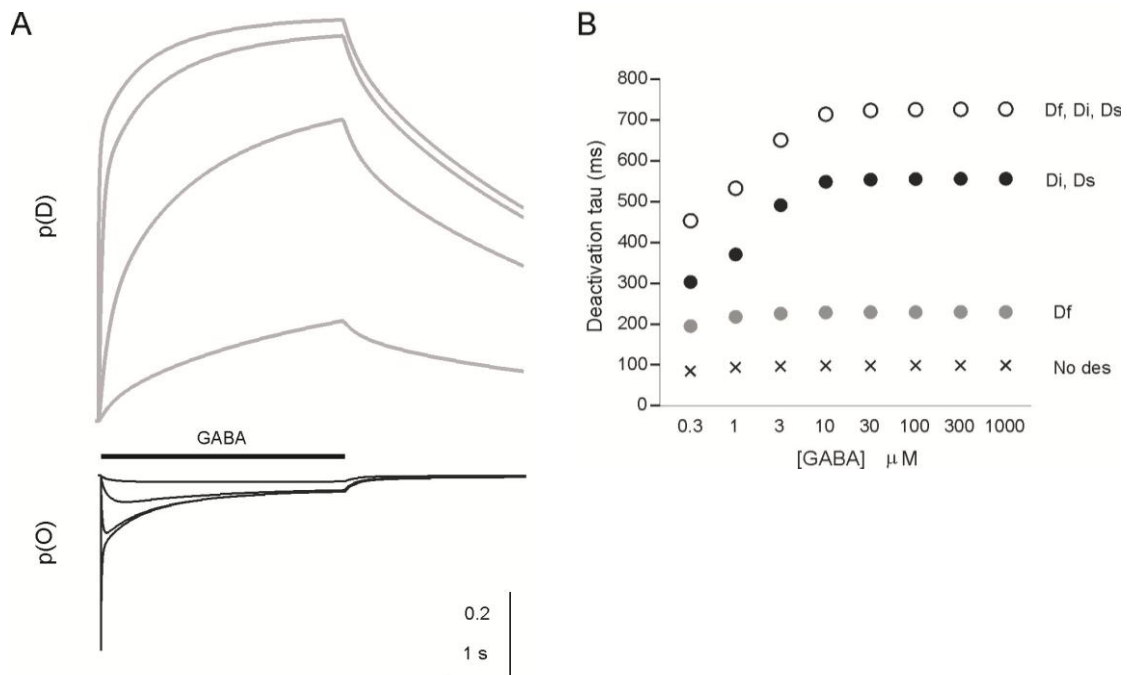 A
p(D)
GABA
p(O)
0.2
1 s
B
Deactivation tau (ms)
800
700
600
500
400
300
200
100
0
0.3 1 3 10 30 100 300 1000
[GABA] μM
Df, Di, Ds
Di, Ds
Df
No des